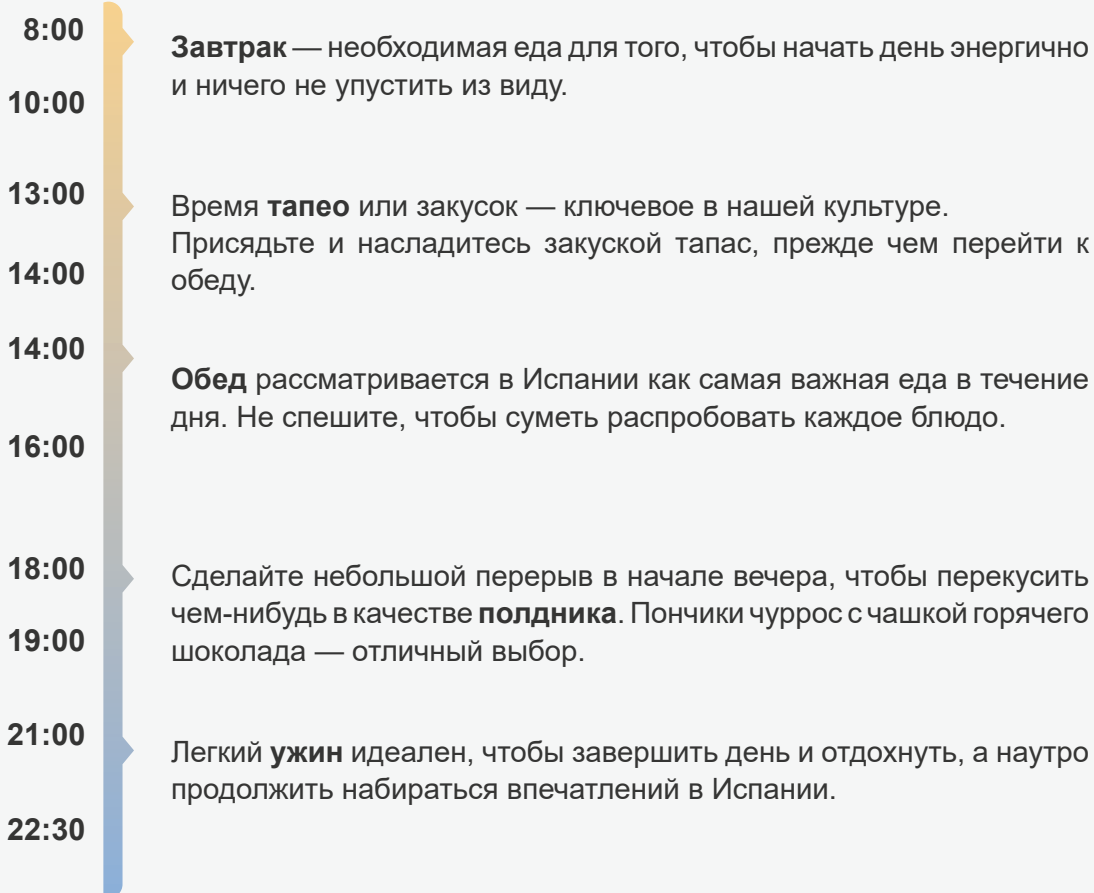 8:00
Завтрак — необходимая еда для того, чтобы начать день энергично
и ничего не упустить из виду.
10:00
13:00
Время тапео или закусок — ключевое в нашей культуре.
Присядьте и насладитесь закуской тапас, прежде чем перейти к
14:00
обеду.
14:00
Обед рассматривается в Испании как самая важная еда в течение
дня. Не спешите, чтобы суметь распробовать каждое блюдо.
16:00
18:00
Сделайте небольшой перерыв в начале вечера, чтобы перекусить
чем-нибудь в качестве полдника. Пончики чуррос с чашкой горячего
19:00
шоколада — отличный выбор.
21:00
Легкий ужин идеален, чтобы завершить день и отдохнуть, а наутро
продолжить набираться впечатлений в Испании.
22:30